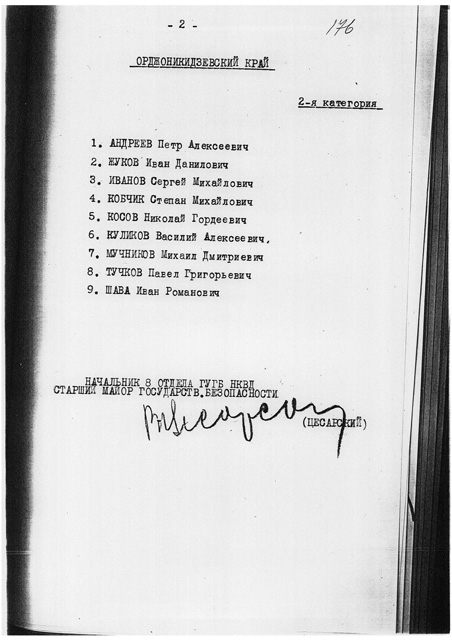 - 2 -
176
ОРДЖОНИКИДЗЕВСКИЙ КРАЙ
2-я категория
1. АНДРЕЕВ Петр Алексеевич
2. ЖУКОВ Иван Данилович
3. ИВАНОВ Сергей Михайлович
4. КОБЧИК Степан Михайлович
5. КОСОВ Николай Гордеевич
6. КУЛИКОВ Василий Алексеевич,
7. МУЧНИКОВ Михаил Дмитриевич
8. ТУЧКОВ Павел Григорьевич
9. ШАВА Иван Романович
НАЧАЛЬНИК 8 ОТДЕЛА ГУГБ НКВД
СТАРШИЙ МАЙОР ГОСУДАРСТВ.БЕЗОПАСНОСТИ
(ЦЕСАРСКИЙ)